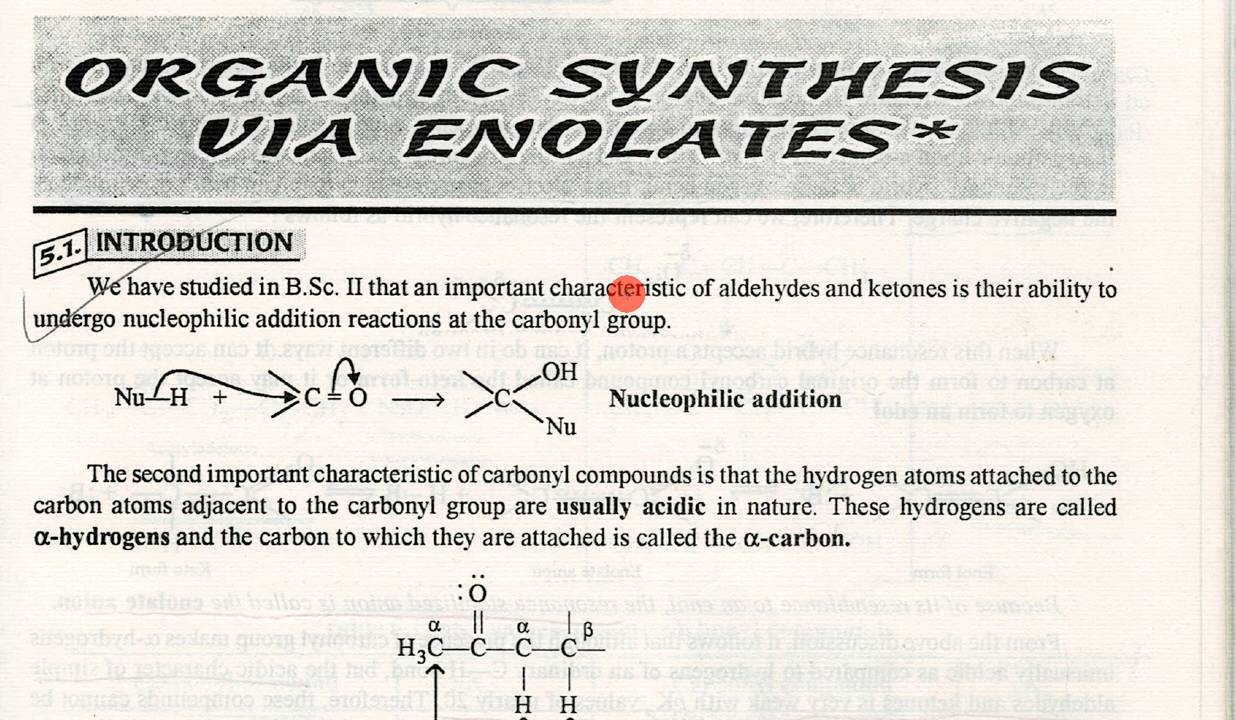 ORGANIC SYNTHESIS
VIA ENOLATES*
5.1. INTRODUCTION
We have studied in B.Sc. II that an important characteristic of aldehydes and ketones is their ability to
undergo nucleophilic addition reactions at the carbonyl group.
Nu—H + C = O ⟶ C OH Nu Nucleophilic addition
The second important characteristic of carbonyl compounds is that the hydrogen atoms attached to the
carbon atoms adjacent to the carbonyl group are usually acidic in nature. These hydrogens are called
α-hydrogens and the carbon to which they are attached is called the α-carbon.
:Ö
α || α | β
H₃C—C—C—C—
| |
H H